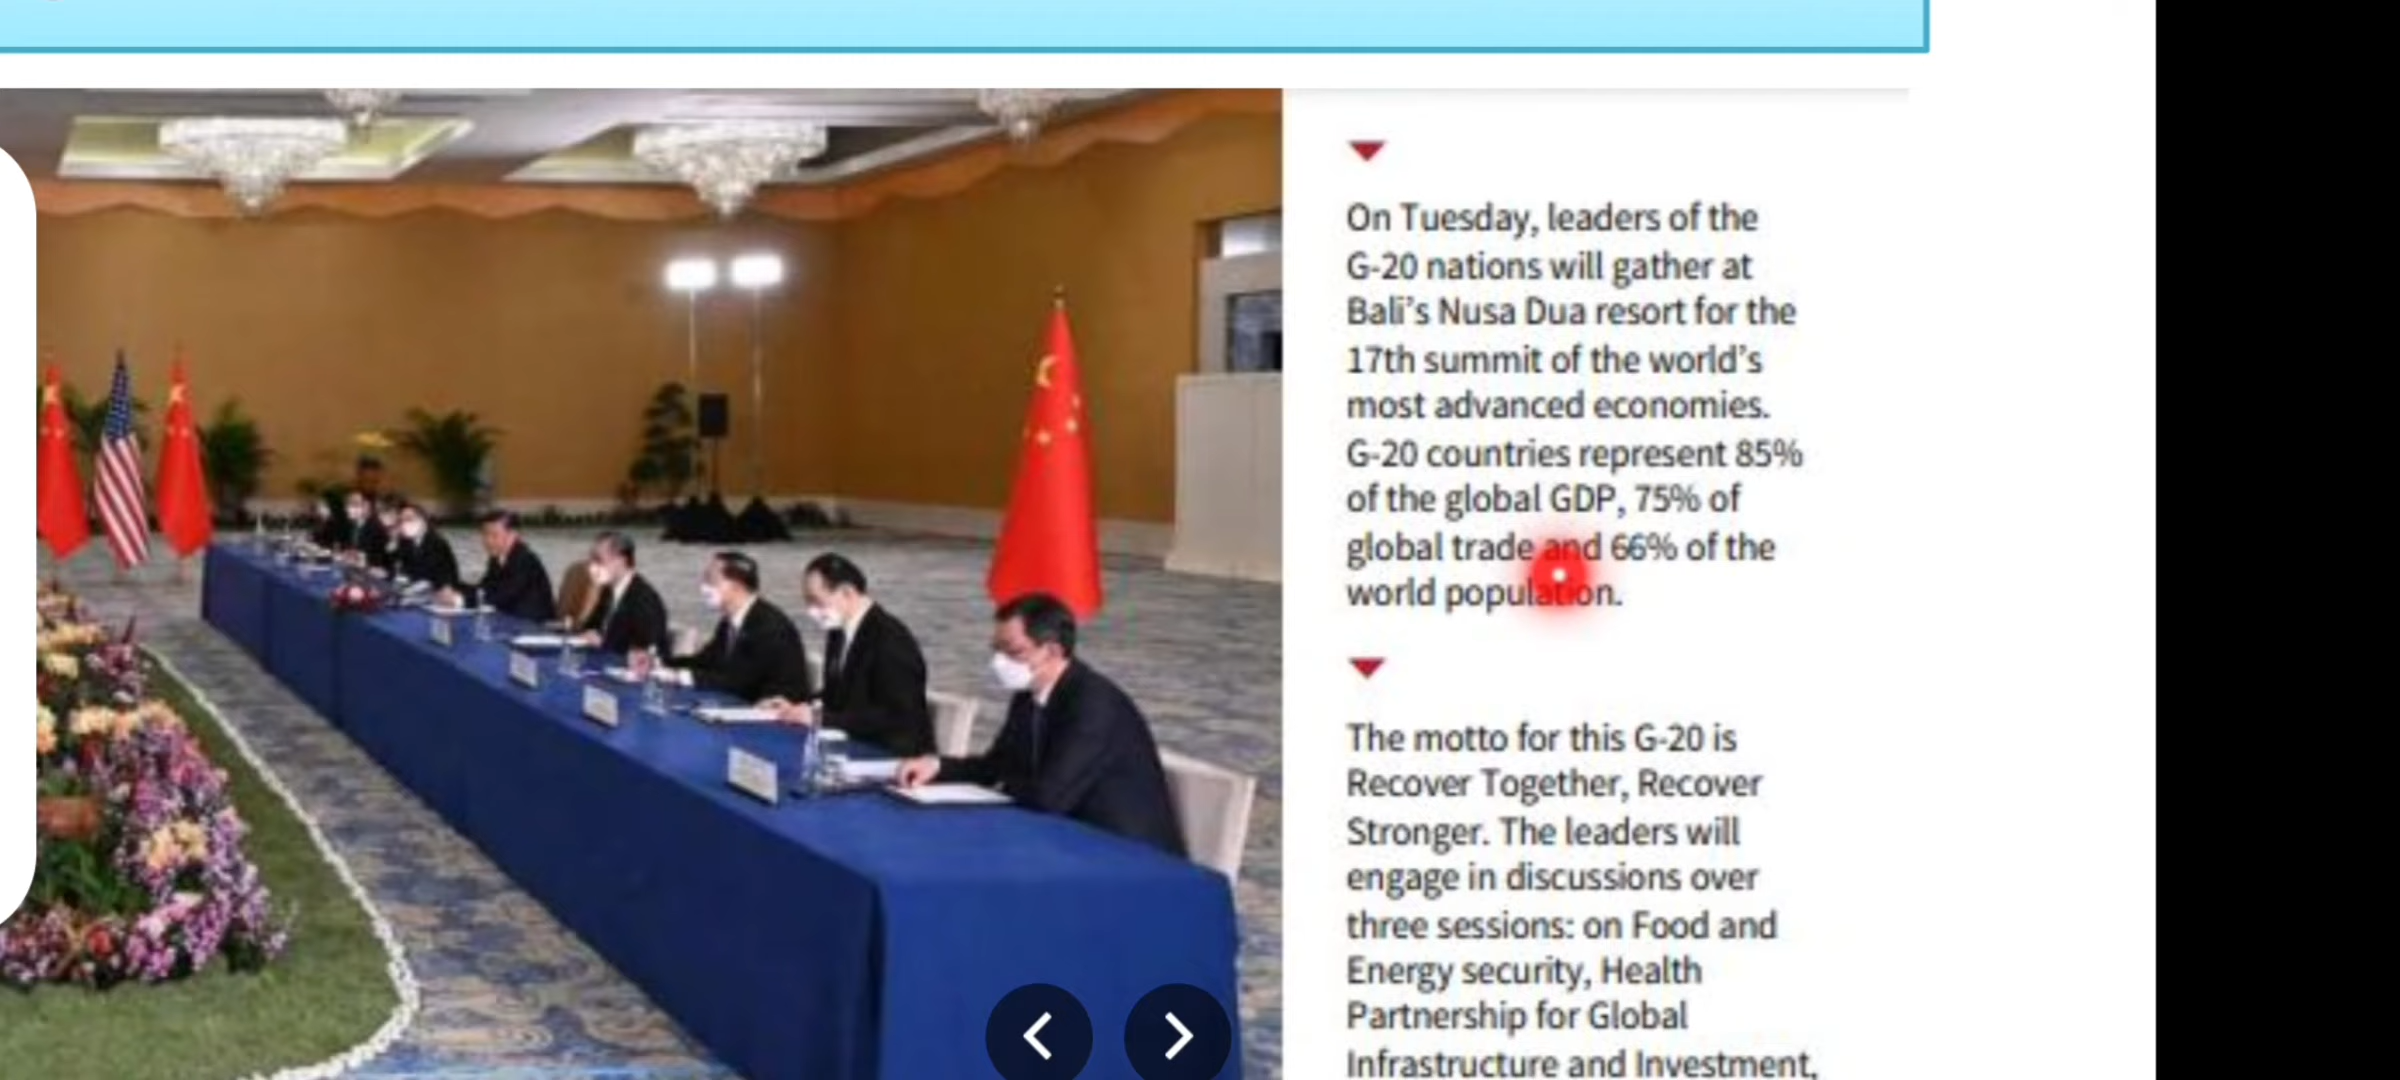 On Tuesday, leaders of the
G-20 nations will gather at
Bali's Nusa Dua resort for the
17th summit of the world's
most advanced economies.
G-20 countries represent 85%
of the global GDP, 75% of
global trade and 66% of the
world population.
The motto for this G-20 is
Recover Together, Recover
Stronger. The leaders will
engage in discussions over
three sessions: on Food and
Energy security, Health
Partnership for Global
Infrastructure and Investment,